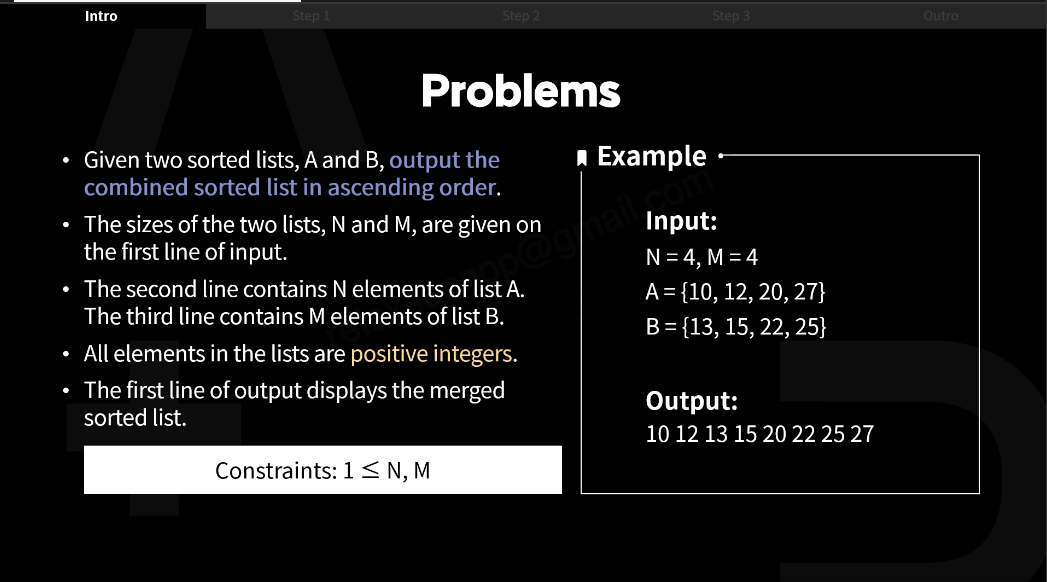 Intro
Step 1
Step 2
Step 3
Outro
Problems
• Given two sorted lists, A and B, output the
combined sorted list in ascending order.
• The sizes of the two lists, N and M, are given on
the first line of input.
• The second line contains N elements of list A.
The third line contains M elements of list B.
• All elements in the lists are positive integers.
• The first line of output displays the merged
sorted list.
Constraints: 1 ≤ N, M
Example
Input:
N = 4, M = 4
A = {10, 12, 20, 27}
B = {13, 15, 22, 25}
Output:
10 12 13 15 20 22 25 27